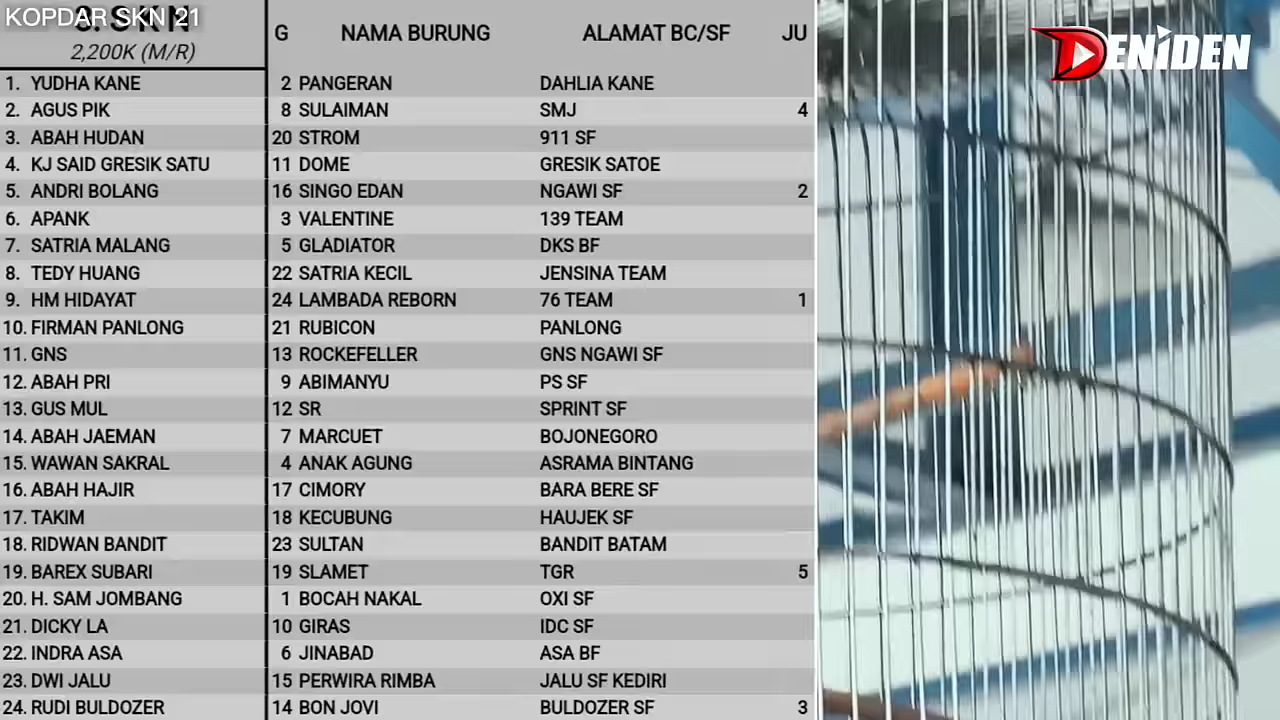 KOPDAR SKN 21
3. SKN
2,200K (M/R)
G NAMA BURUNG ALAMAT BC/SF JU
1. YUDHA KANE 2 PANGERAN DAHLIA KANE
2. AGUS PIK 8 SULAIMAN SMJ 4
3. ABAH HUDAN 20 STROM 911 SF
4. KJ SAID GRESIK SATU 11 DOME GRESIK SATOE
5. ANDRI BOLANG 16 SINGO EDAN NGAWI SF 2
6. APANK 3 VALENTINE 139 TEAM
7. SATRIA MALANG 5 GLADIATOR DKS BF
8. TEDY HUANG 22 SATRIA KECIL JENSINA TEAM
9. HM HIDAYAT 24 LAMBADA REBORN 76 TEAM 1
10. FIRMAN PANLONG 21 RUBICON PANLONG
11. GNS 13 ROCKEFELLER GNS NGAWI SF
12. ABAH PRI 9 ABIMANYU PS SF
13. GUS MUL 12 SR SPRINT SF
14. ABAH JAEMAN 7 MARCUET BOJONEGORO
15. WAWAN SAKRAL 4 ANAK AGUNG ASRAMA BINTANG
16. ABAH HAJIR 17 CIMORY BARA BERE SF
17. TAKIM 18 KECUBUNG HAUJEK SF
18. RIDWAN BANDIT 23 SULTAN BANDIT BATAM
19. BAREX SUBARI 19 SLAMET TGR 5
20. H. SAM JOMBANG 1 BOCAH NAKAL OXI SF
21. DICKY LA 10 GIRAS IDC SF
22. INDRA ASA 6 JINABAD ASA BF
23. DWI JALU 15 PERWIRA RIMBA JALU SF KEDIRI
24. RUDI BULDOZER 14 BON JOVI BULDOZER SF 3
DENIDEN